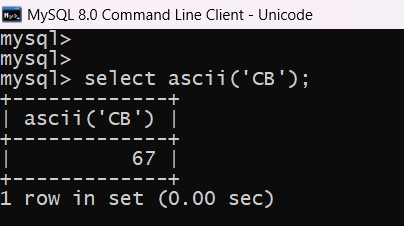 MySQL 8.0 Command Line Client - Unicode
mysql>
mysql>
mysql> select ascii('CB');
+-------------+
| ascii('CB') |
+-------------+
|          67 |
+-------------+
1 row in set (0.00 sec)